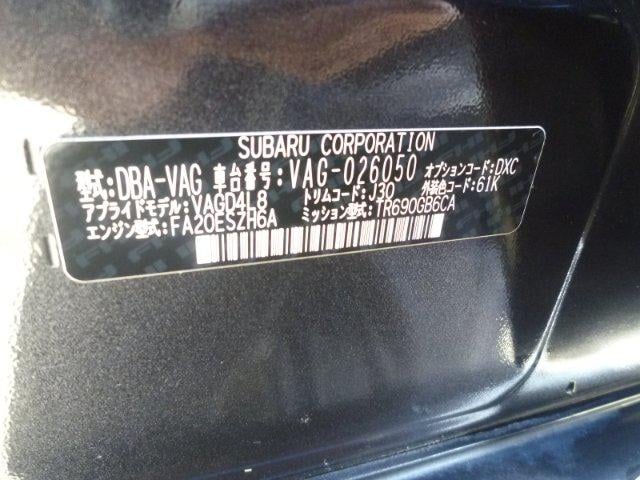 SUBARU CORPORATION
型式:DBA-VAG 車台番号:VAG-026050 オプションコード:DXC
アプライドモデル:VAGD4L8 トリムコード:J30 外装色コード:61K
エンジン型式:FA20ESZH6A ミッション型式:TR690GB6CA